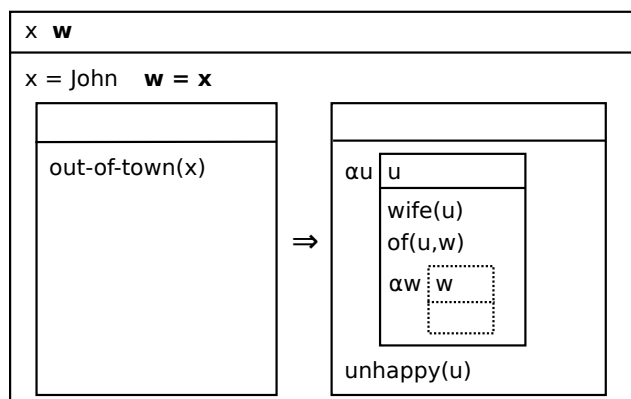 x w
x = John w = x
out-of-town(x)
⇒
αu u
wife(u)
of(u,w)
αw w
unhappy(u)